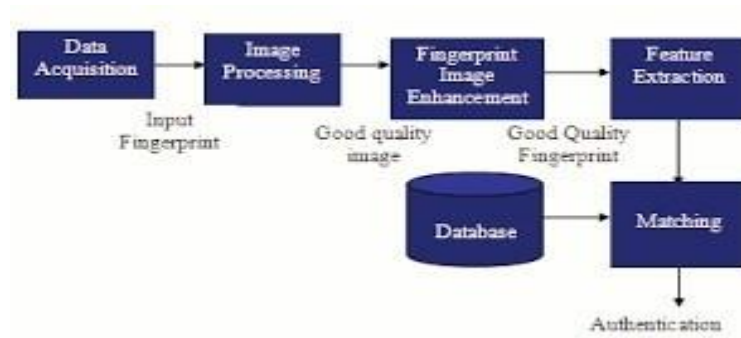 Data
Acquisition
Image
Processing
Fingerprint
Image
Enhancement
Feature
Extraction
Input
Fingerprint
Good quality
image
Good Quality
Fingerprint
Database
Matching
Authentication